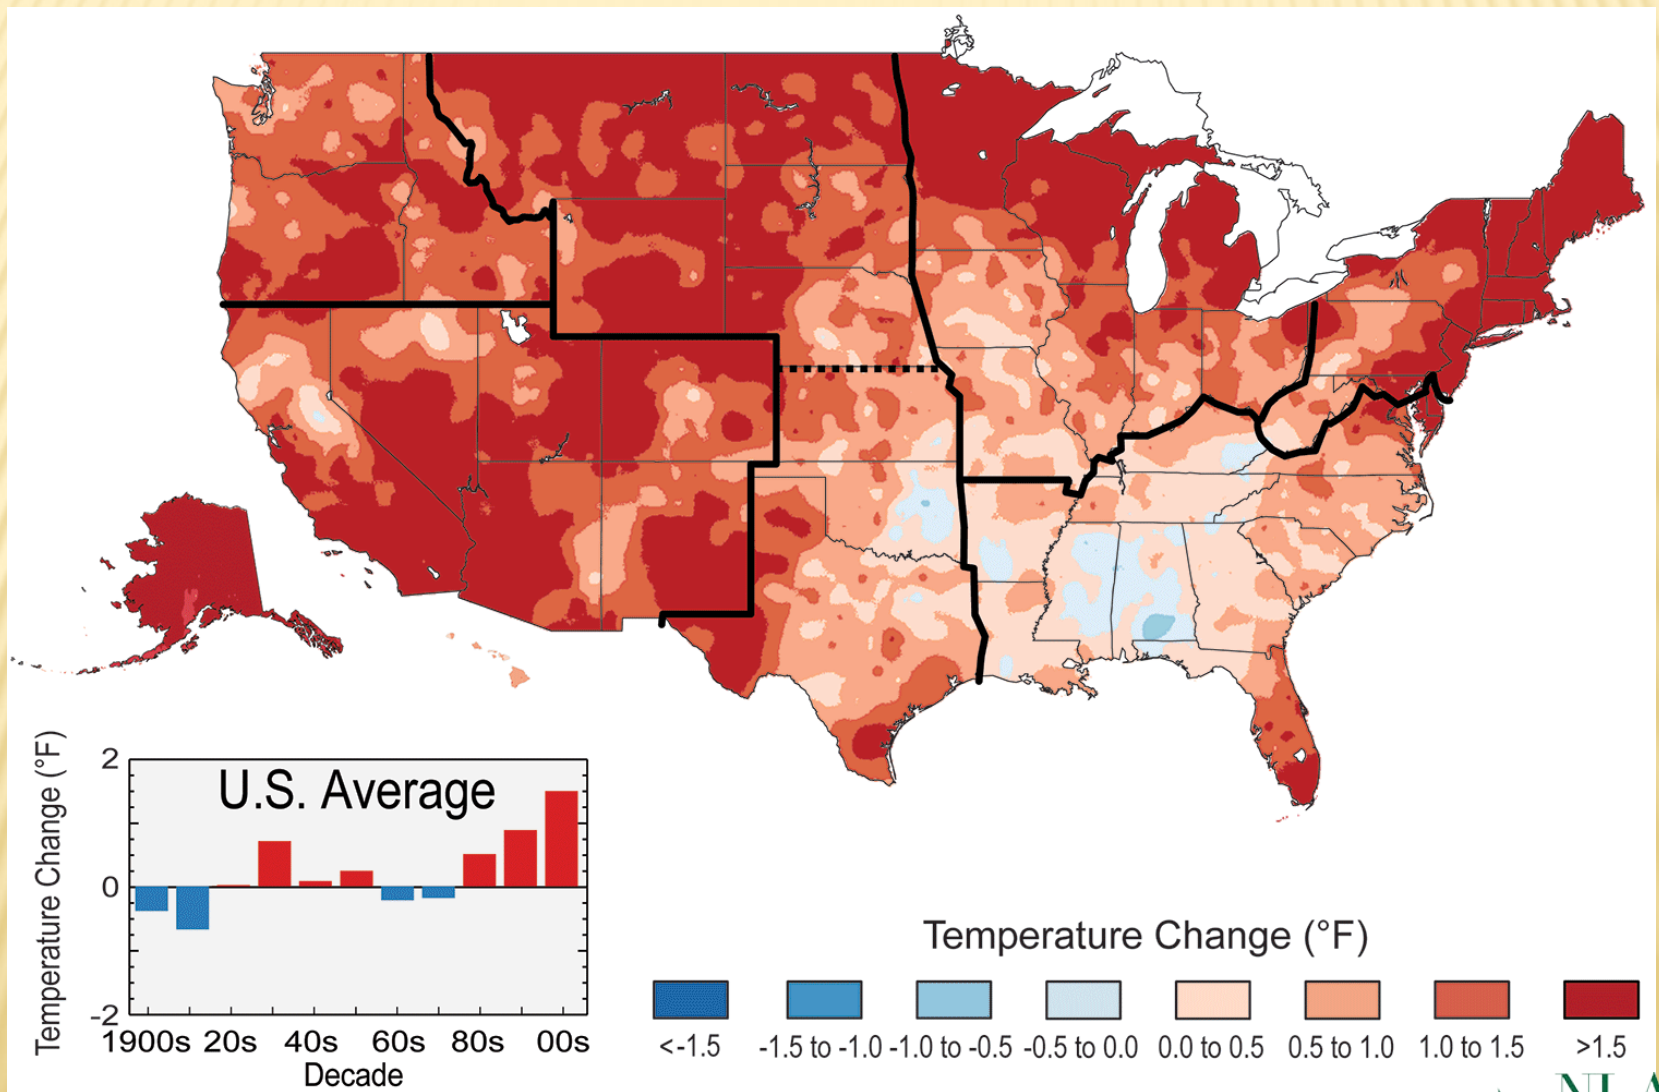 Temperature Change (°F)
U.S. Average
2
0
-2
1900s 20s 40s 60s 80s 00s
Decade
Temperature Change (°F)
<-1.5 -1.5 to -1.0 -1.0 to -0.5 -0.5 to 0.0 0.0 to 0.5 0.5 to 1.0 1.0 to 1.5 >1.5